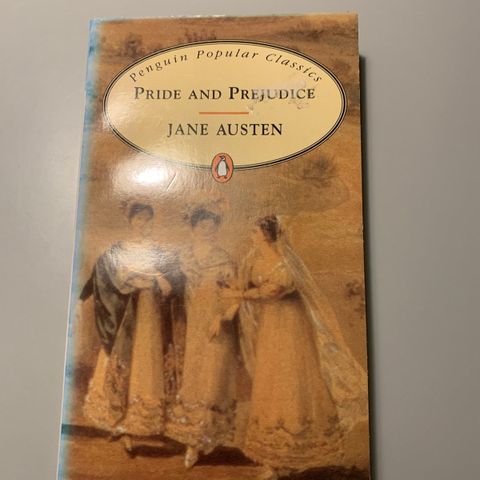 Penguin Popular Classics
PRIDE AND PREJUDICE
JANE AUSTEN